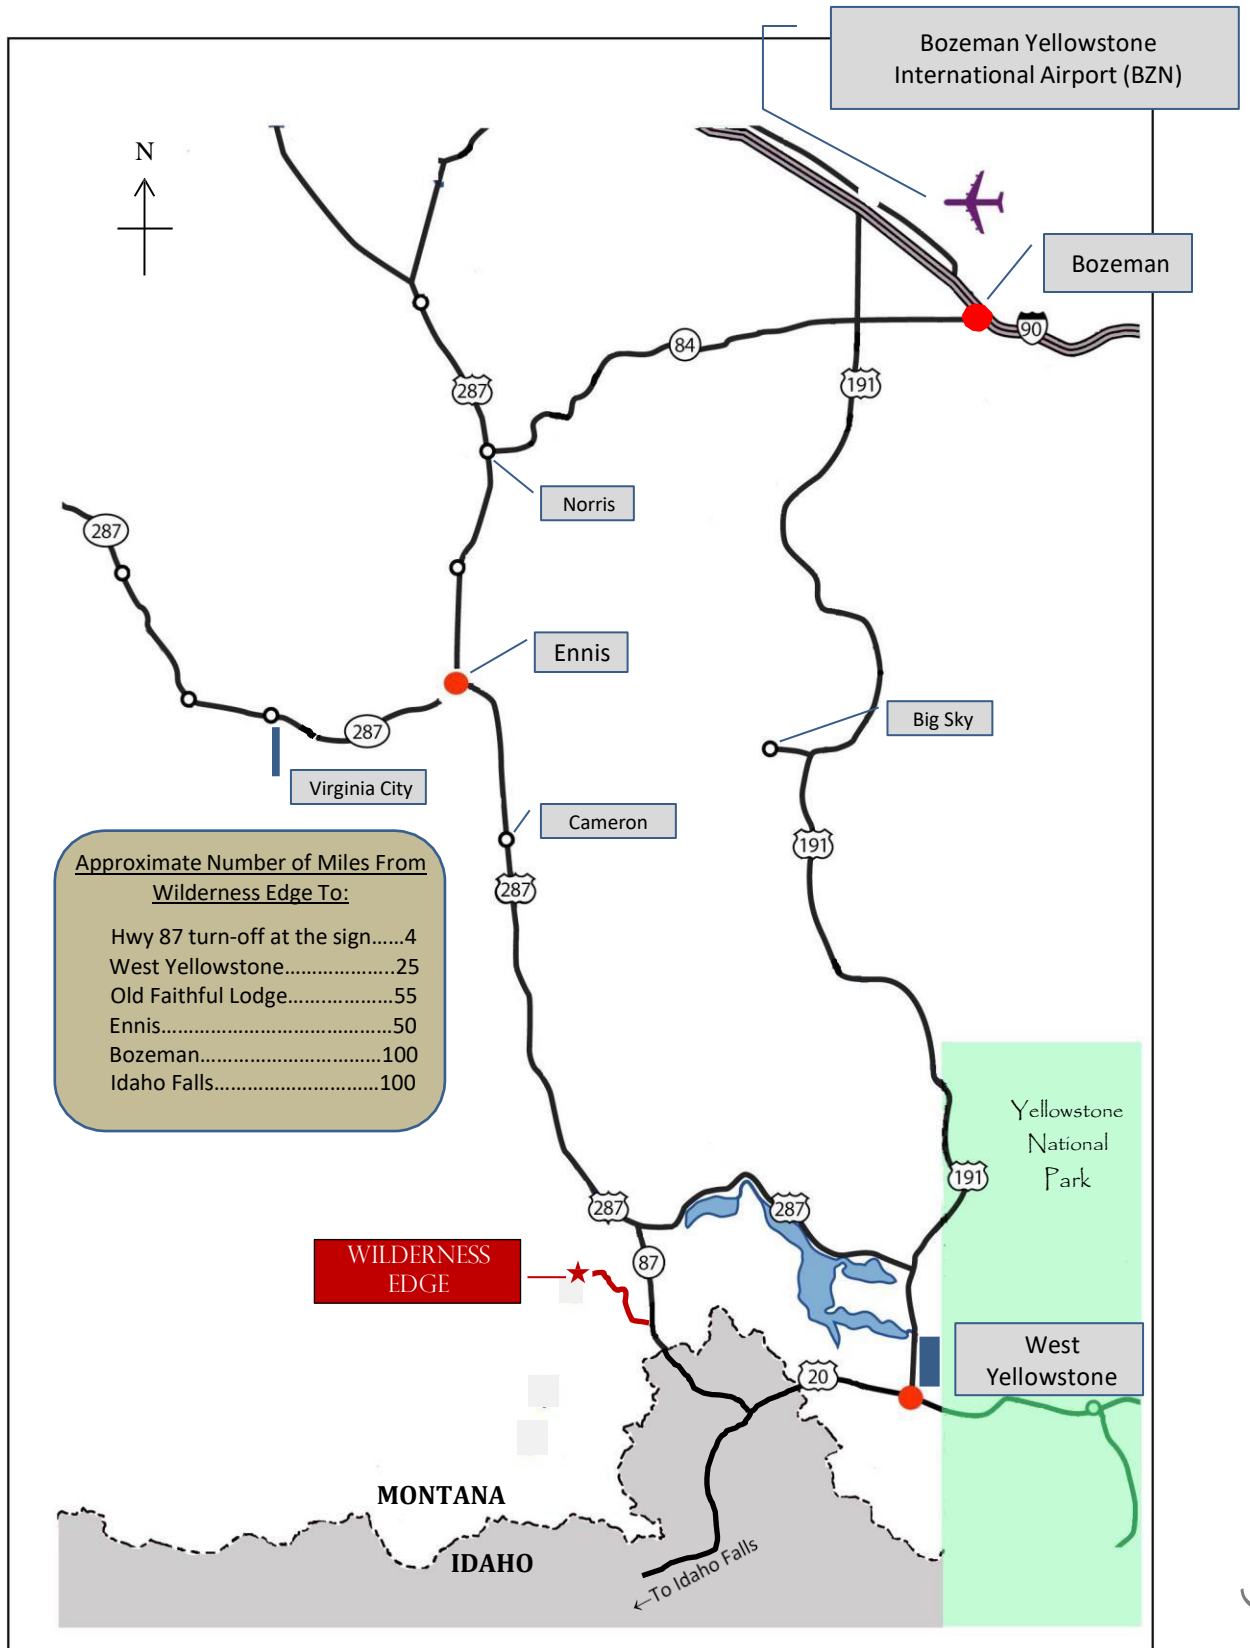 Bozeman Yellowstone
International Airport (BZN)
N
Bozeman
90
84
191
287
Norris
287
Ennis
Big Sky
287
Virginia City
Cameron
191
287
Approximate Number of Miles From
Wilderness Edge To:
Hwy 87 turn-off at the sign......4
West Yellowstone....................25
Old Faithful Lodge..................55
Ennis.......................................50
Bozeman...............................100
Idaho Falls............................100
Yellowstone
National
Park
191
287
287
WILDERNESS
EDGE
87
West
Yellowstone
20
MONTANA
IDAHO
←To Idaho Falls